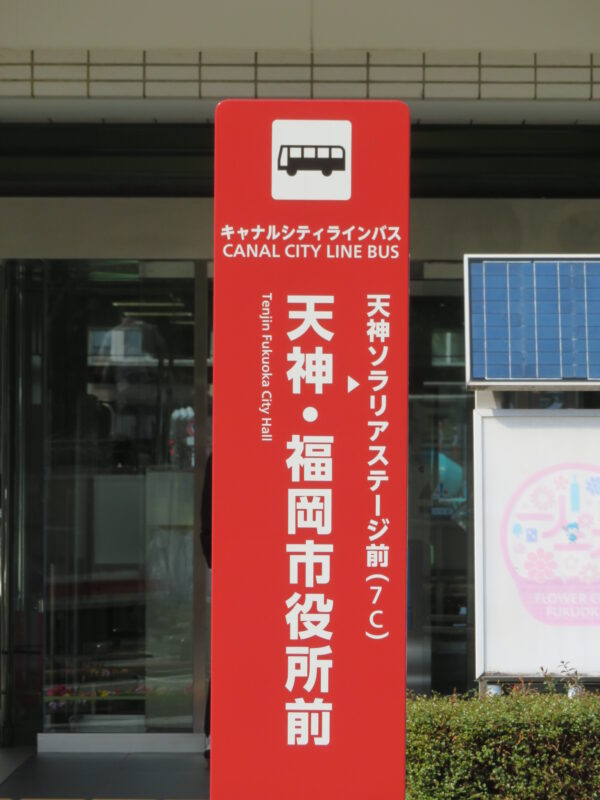 キャナルシティラインバス
CANAL CITY LINE BUS
天神ソラリアステージ前(7C)
天神・福岡市役所前
Tenjin Fukuoka City Hall
FLOWER